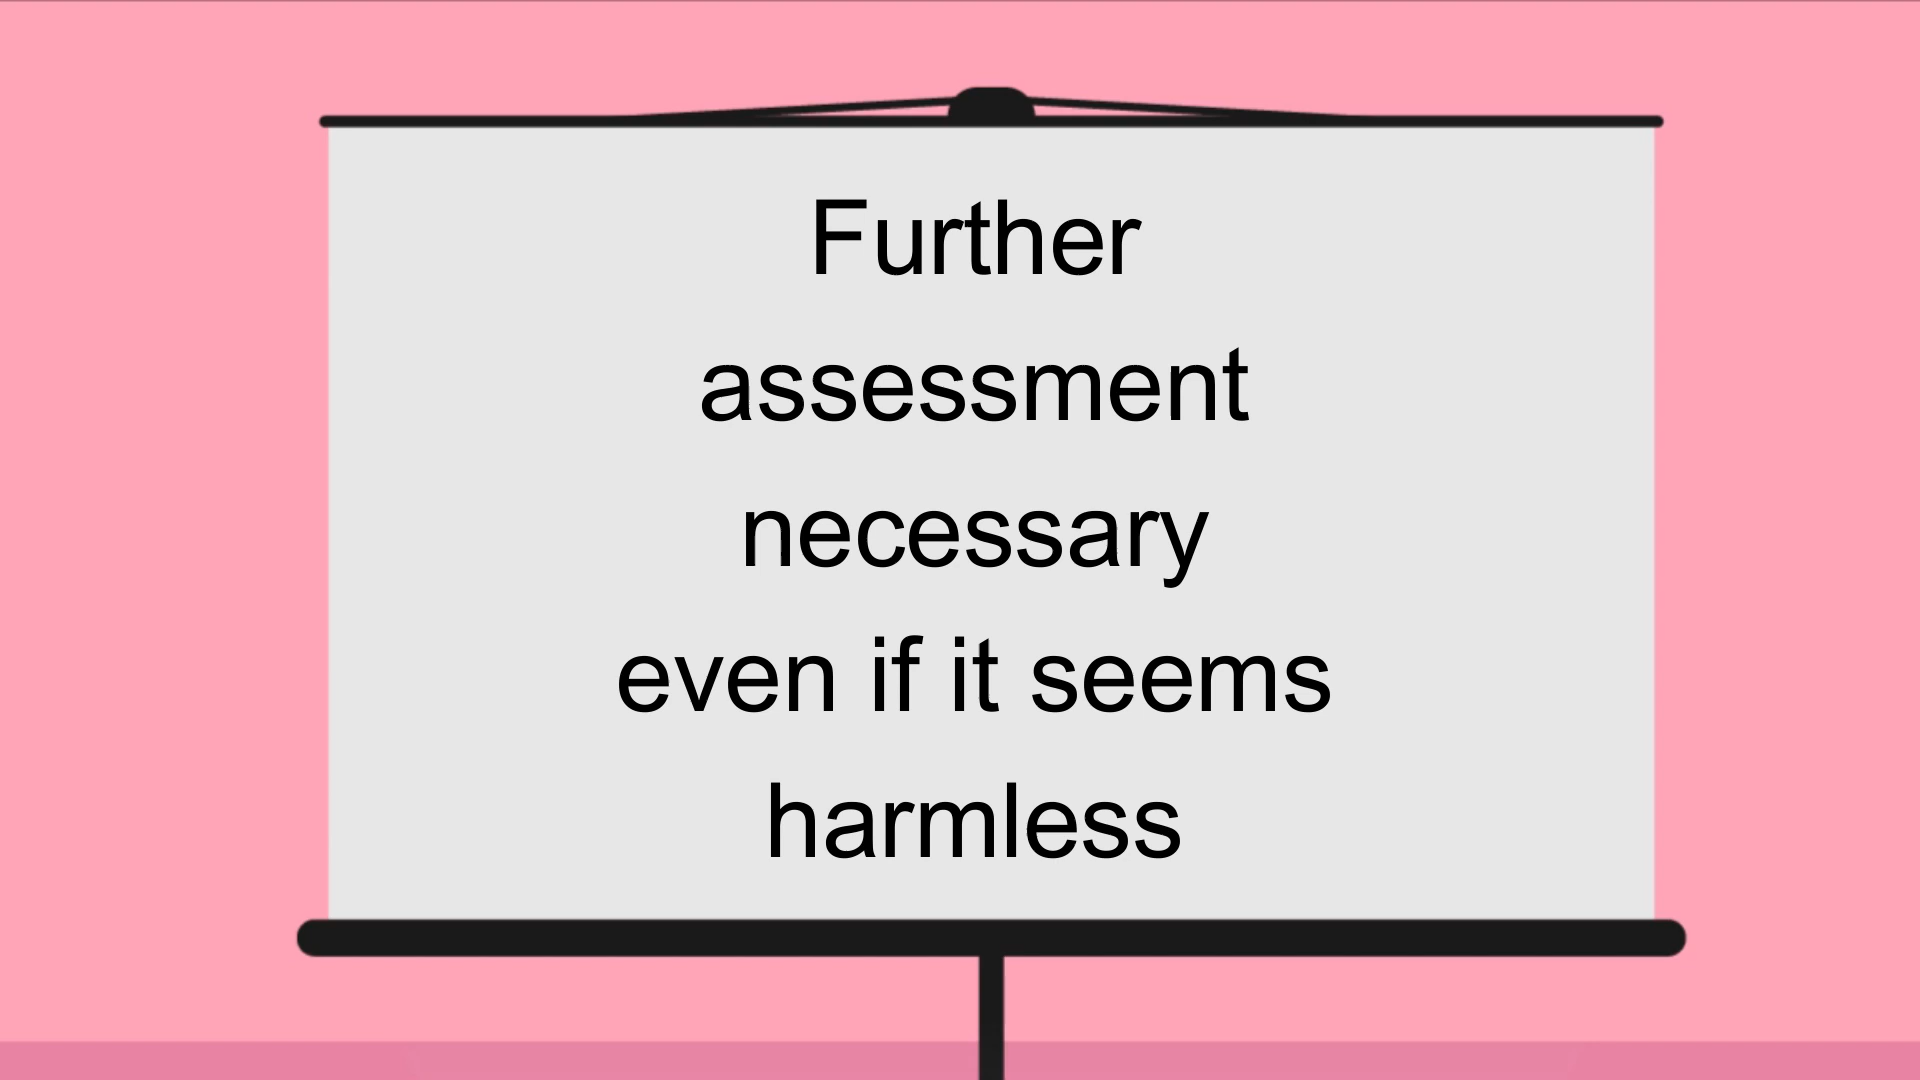 Further
assessment
necessary
even if it seems
harmless